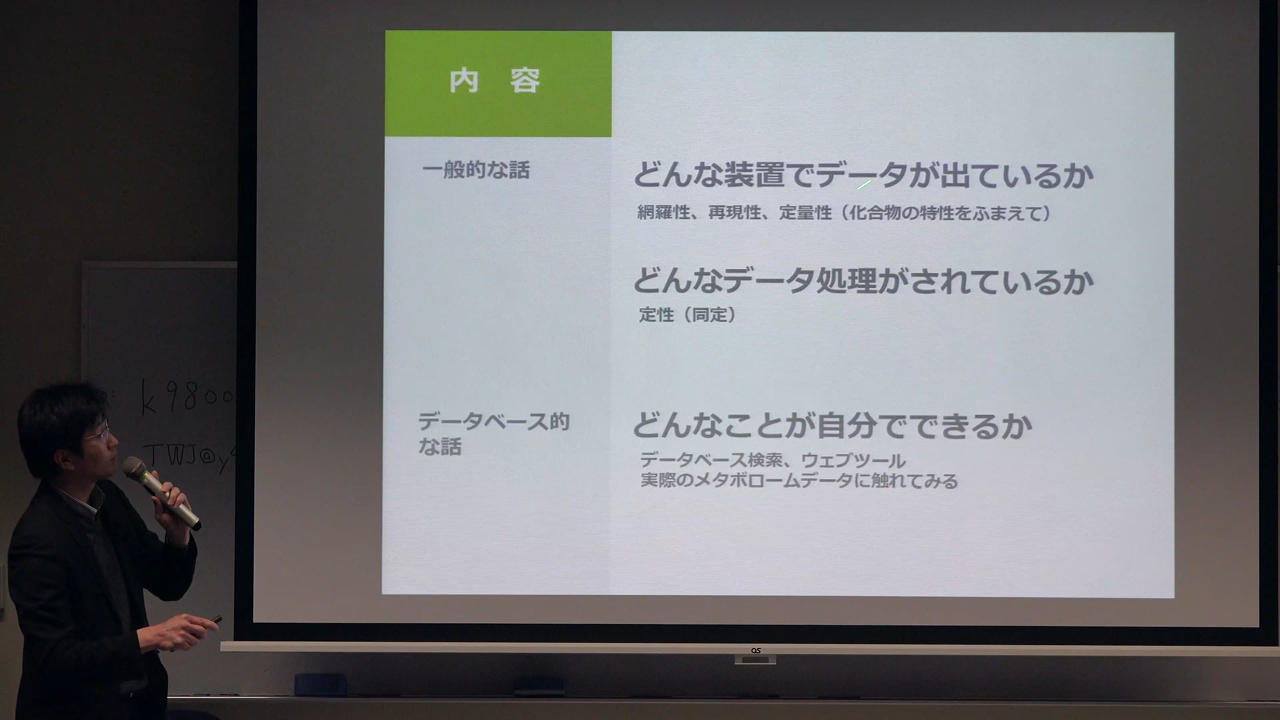 内 容
一般的な話
どんな装置でデータが出ているか
網羅性、再現性、定量性（化合物の特性をふまえて）
どんなデータ処理がされているか
定性（同定）
データベース的
な話
どんなことが自分でできるか
データベース検索、ウェブツール
実際のメタボロームデータに触れてみる
k9800
TWJ@y
OS